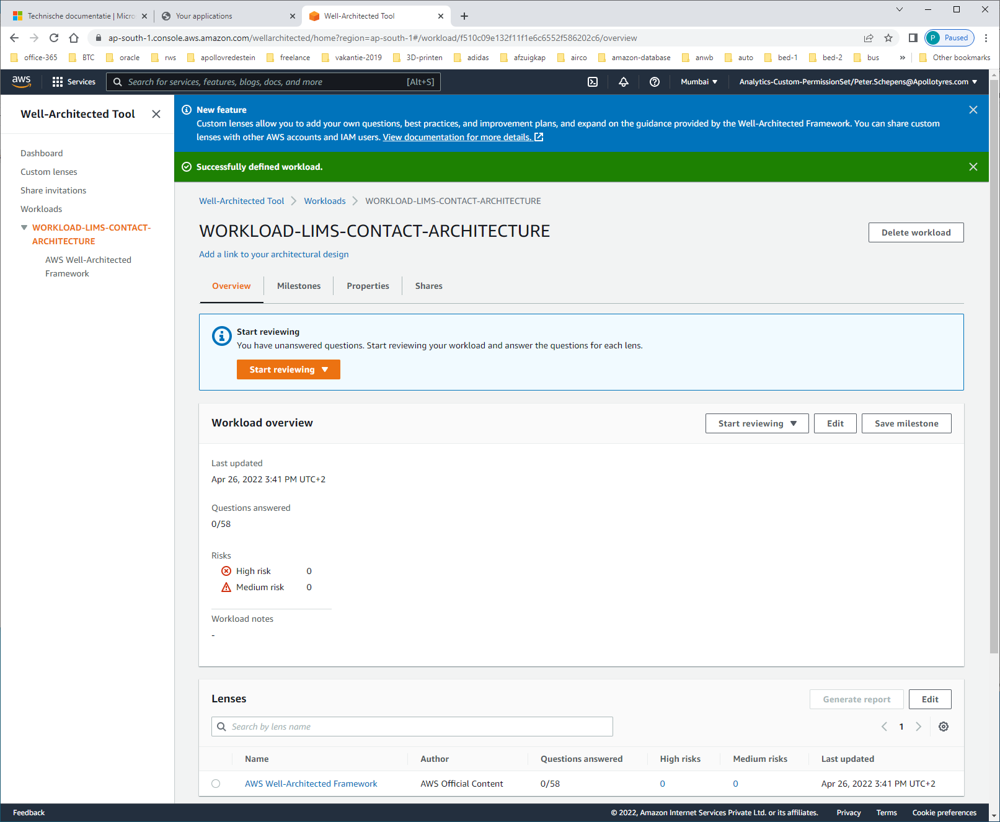 Technische documentatie | Micro
Your applications
Well-Architected Tool
ap-south-1.console.aws.amazon.com/wellarchitected/home?region=ap-south-1#/workload/f510c09e132f11f1e6c6552f586202c6/overview
P Paused
office-365 BTC oracle rws apollovredestein freelance vakantie-2019 3D-printen adidas afzuigkap airco amazon-database anwb auto bed-1 bed-2 bus » Other bookmarks
aws Services Search for services, features, blogs, docs, and more [Alt+S] Mumbai Analytics-Custom-PermissionSet/Peter.Schepens@Apollotyres.com
Well-Architected Tool
Dashboard
Custom lenses
Share invitations
Workloads
WORKLOAD-LIMS-CONTACT-
ARCHITECTURE
AWS Well-Architected
Framework
New feature
Custom lenses allow you to add your own questions, best practices, and improvement plans, and expand on the guidance provided by the Well-Architected Framework. You can share custom
lenses with other AWS accounts and IAM users. View documentation for more details.
Successfully defined workload.
Well-Architected Tool Workloads WORKLOAD-LIMS-CONTACT-ARCHITECTURE
WORKLOAD-LIMS-CONTACT-ARCHITECTURE
Delete workload
Add a link to your architectural design
Overview Milestones Properties Shares
Start reviewing
You have unanswered questions. Start reviewing your workload and answer the questions for each lens.
Start reviewing
Workload overview
Start reviewing Edit Save milestone
Last updated
Apr 26, 2022 3:41 PM UTC+2
Questions answered
0/58
Risks
High risk 0
Medium risk 0
Workload notes
-
Lenses
Generate report Edit
Search by lens name
1
Name Author Questions answered High risks Medium risks Last updated
AWS Well-Architected Framework AWS Official Content 0/58 0 0 Apr 26, 2022 3:41 PM UTC+2
Feedback © 2022, Amazon Internet Services Private Ltd. or its affiliates. Privacy Terms Cookie preferences